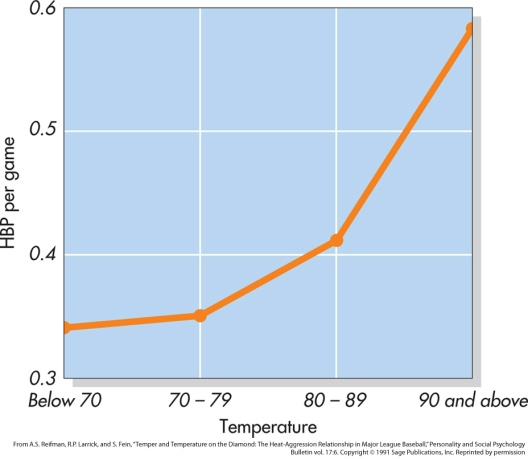 0.6
0.5
0.4
0.3
HBP per game
Below 70 70 – 79 80 – 89 90 and above
Temperature
From A.S. Reifman, R.P. Larrick, and S. Fein, "Temper and Temperature on the Diamond: The Heat-Aggression Relationship in Major League Baseball," Personality and Social Psychology
Bulletin vol. 17:6. Copyright © 1991 Sage Publications, Inc. Reprinted by permission.